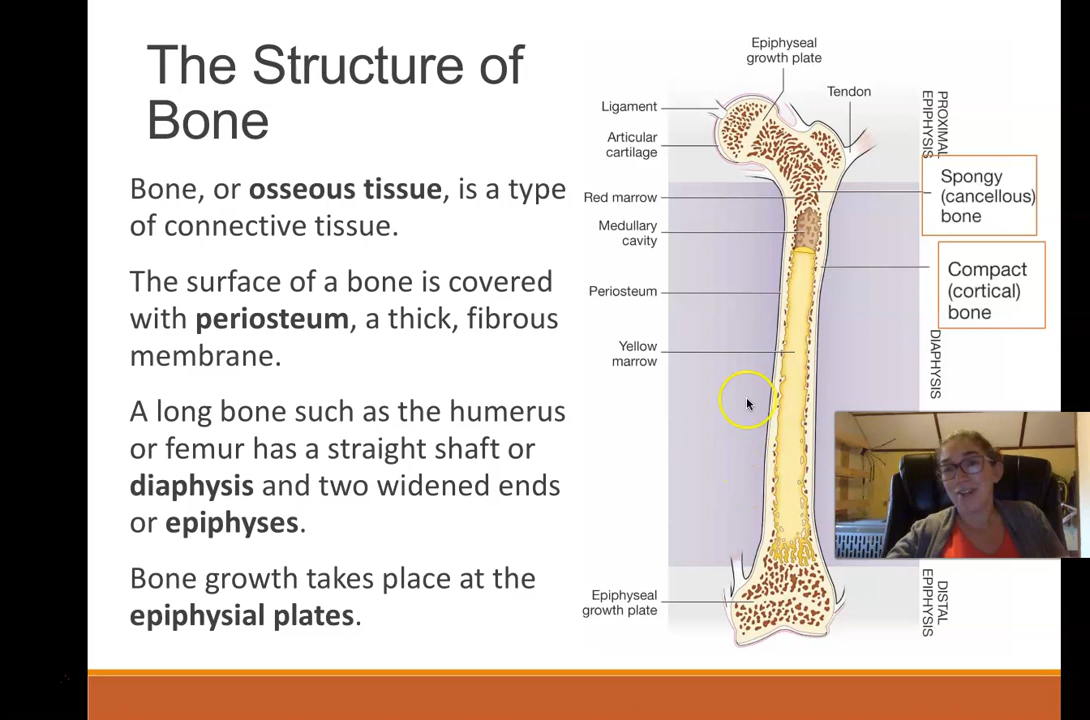 The Structure of
Bone
Bone, or osseous tissue, is a type
of connective tissue.
The surface of a bone is covered
with periosteum, a thick, fibrous
membrane.
A long bone such as the humerus
or femur has a straight shaft or
diaphysis and two widened ends
or epiphyses.
Bone growth takes place at the
epiphysial plates.
Epiphyseal
growth plate
Tendon
Ligament
Articular
cartilage
Red marrow
Medullary
cavity
Periosteum
Yellow
marrow
Epiphyseal
growth plate
PROXIMAL
EPIPHYSIS
Spongy
(cancellous)
bone
Compact
(cortical)
bone
DIAPHYSIS
DISTAL
EPIPHYSIS